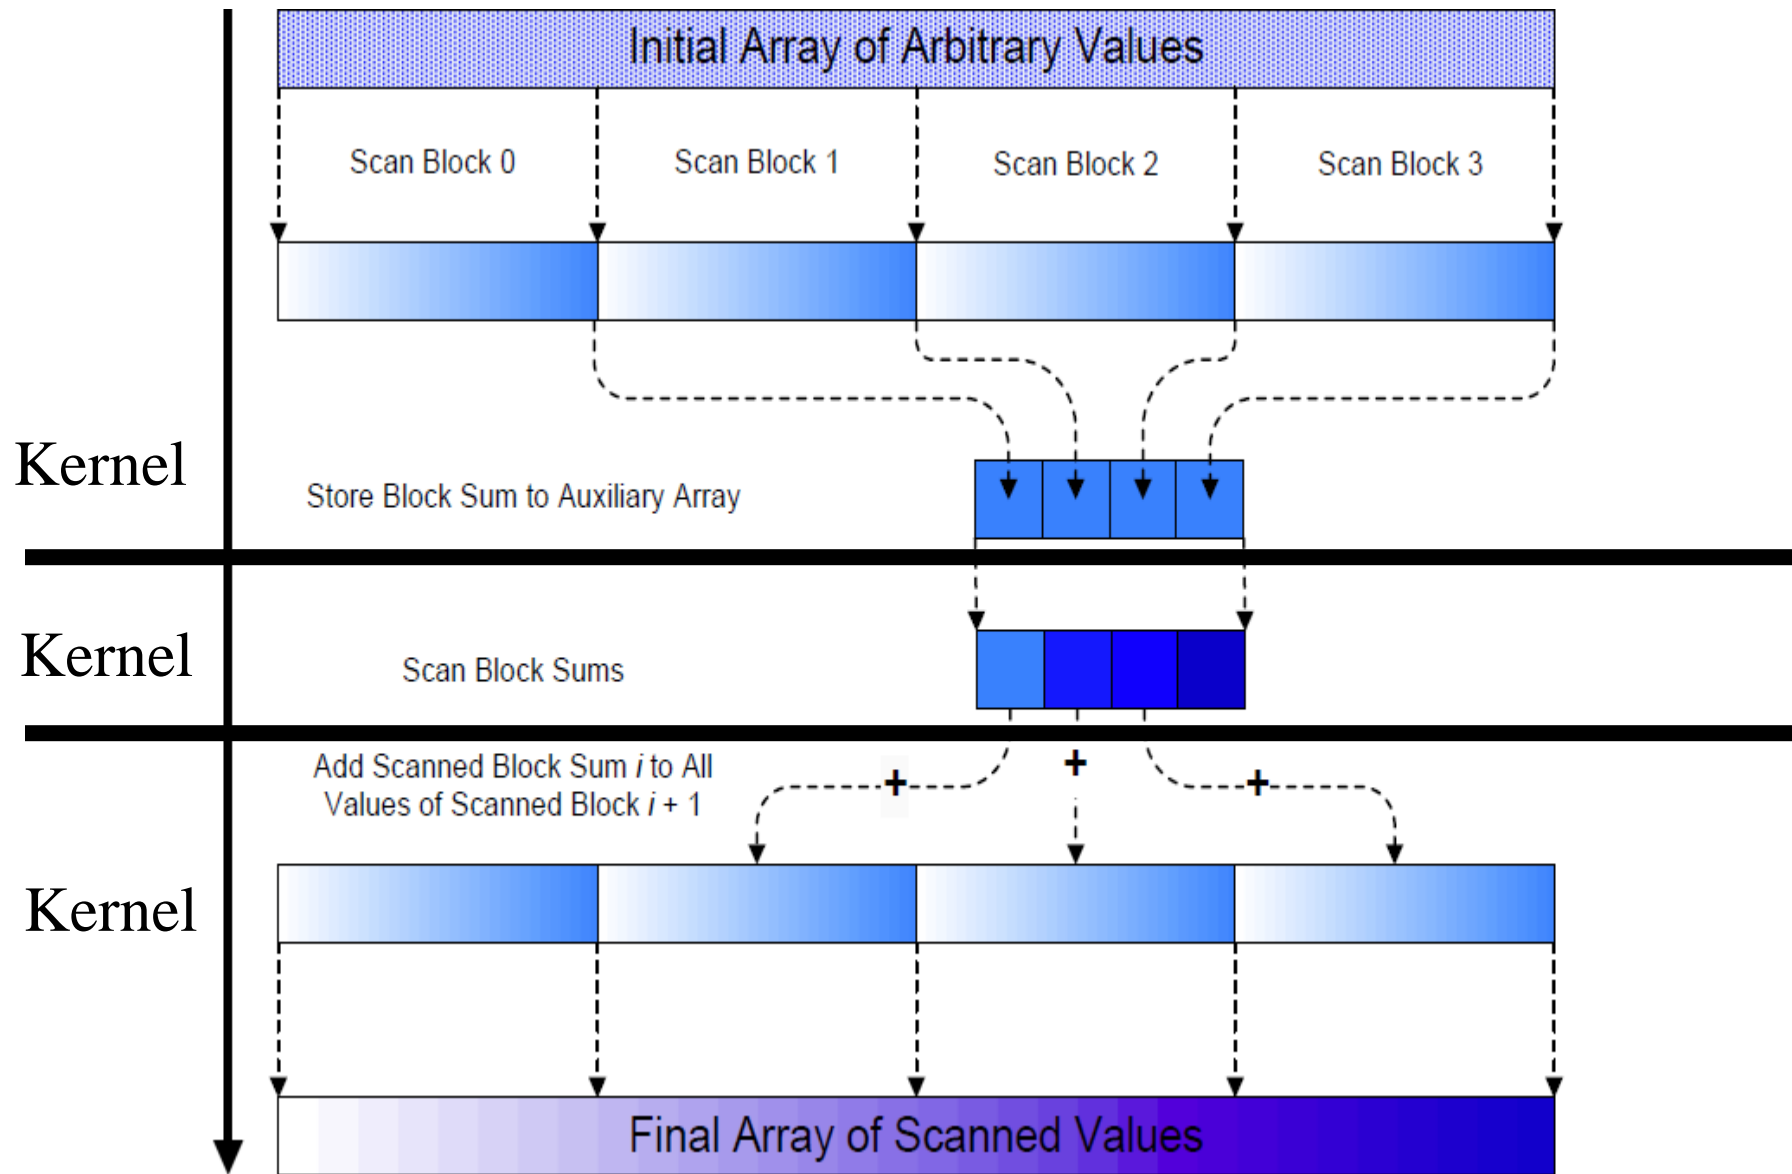 Initial Array of Arbitrary Values
Scan Block 0
Scan Block 1
Scan Block 2
Scan Block 3
Kernel
Store Block Sum to Auxiliary Array
Kernel
Scan Block Sums
Add Scanned Block Sum i to All
Values of Scanned Block i + 1
+
+
+
Kernel
Final Array of Scanned Values